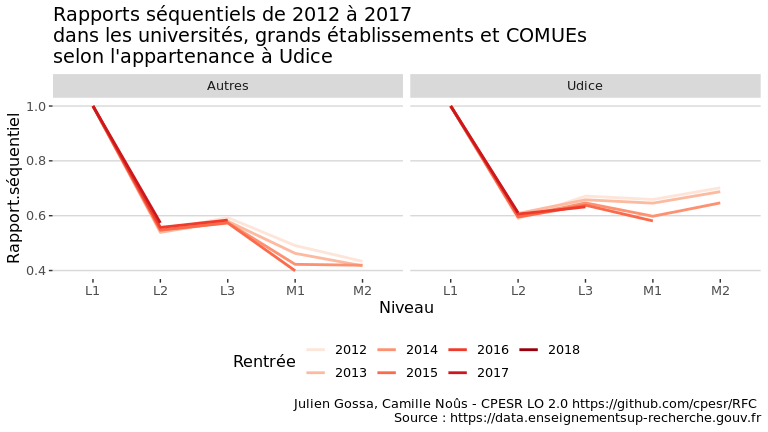 Rapports séquentiels de 2012 à 2017
dans les universités, grands établissements et COMUEs
selon l'appartenance à Udice
Autres
Udice
Rapport.séquentiel
1.0
0.8
0.6
0.4
L1 L2 L3 M1 M2
L1 L2 L3 M1 M2
Niveau
Rentrée
2012 2014 2016 2018
2013 2015 2017
Julien Gossa, Camille Noûs - CPESR LO 2.0 https://github.com/cpesr/RFC
Source : https://data.enseignementsup-recherche.gouv.fr